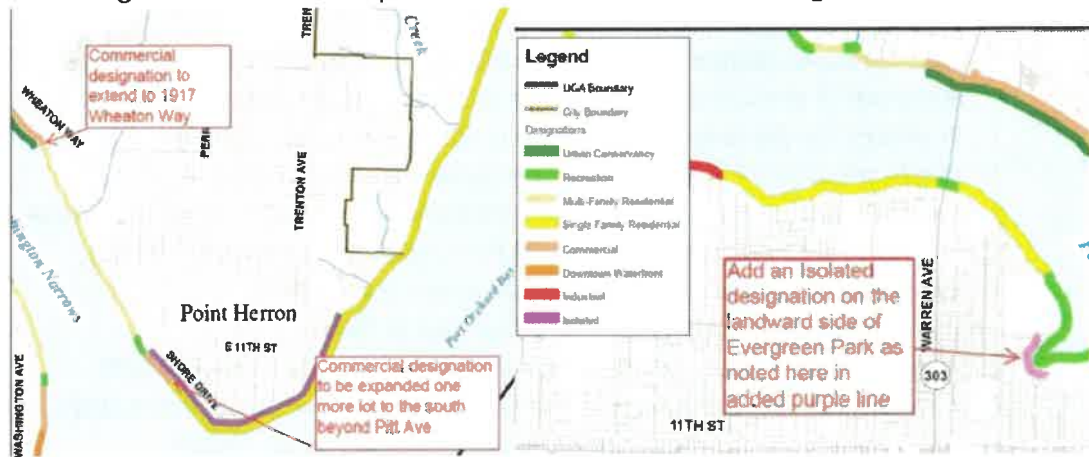 Commercial
designation to
extend to 1917
Wheaton Way
WHEATON WAY
TREN
Creek
TRENTON AVE
Point Herron
E 11TH ST
SHORE DRIVE
Port Orchard Bay
WASHINGTON AVE
Commercial designation
to be expanded one
more lot to the south
beyond Pitt Ave
Legend
UGA Boundary
City Boundary
Designations
Urban Conservancy
Recreation
Multi-Family Residential
Single Family Residential
Commercial
Downtown Waterfront
Industrial
Isolated
Add an Isolated
designation on the
landward side of
Evergreen Park as
noted here in
added purple line
WARREN AVE
303
11TH ST